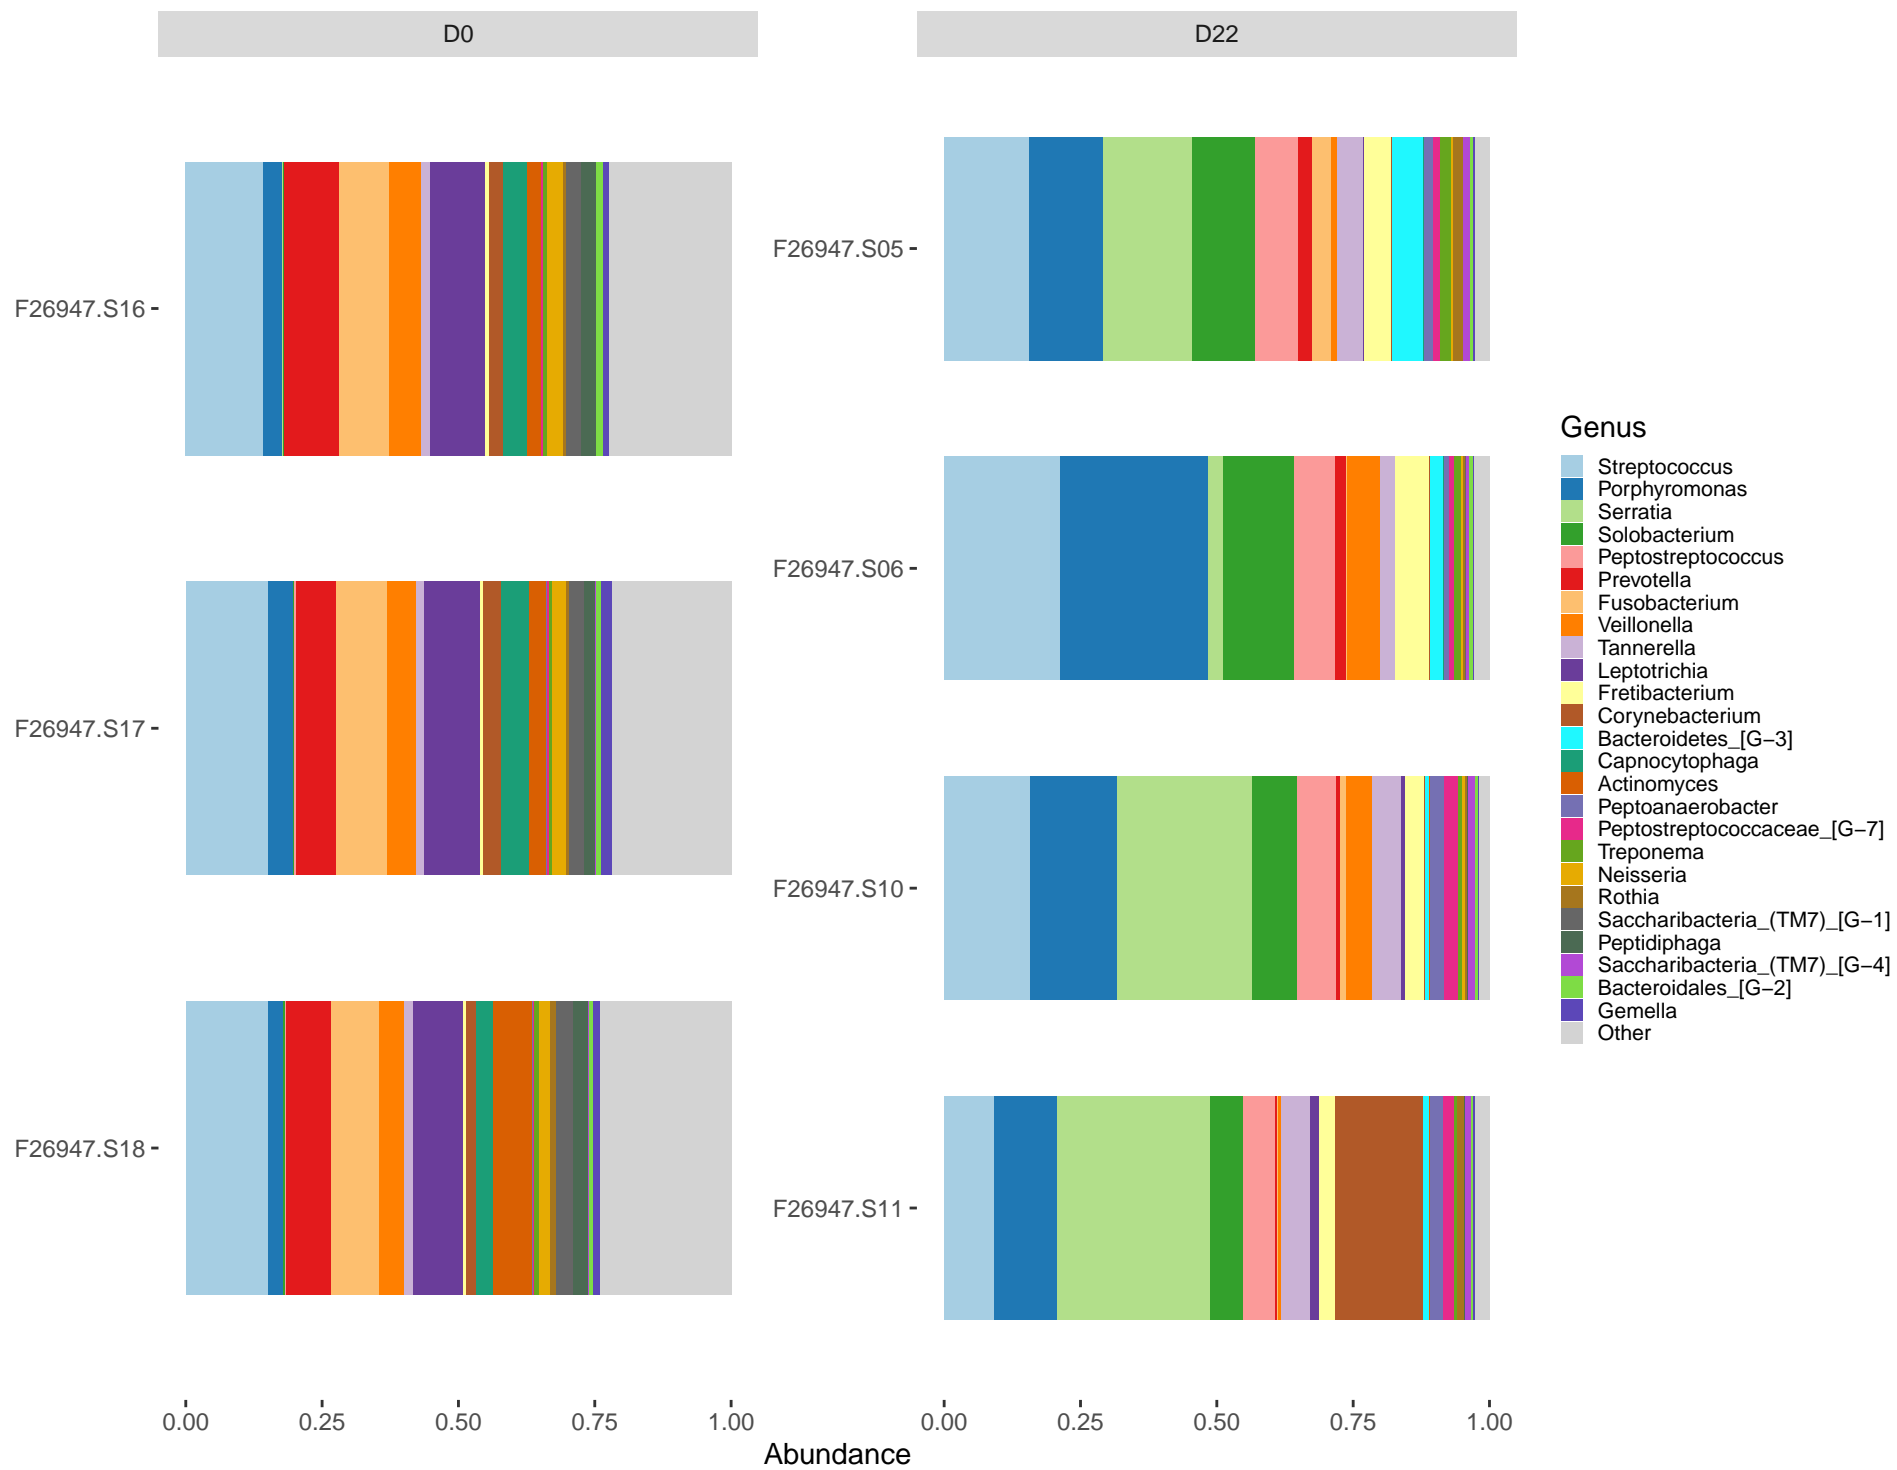 D0
D22
F26947.S16
F26947.S17
F26947.S18
F26947.S05
F26947.S06
F26947.S10
F26947.S11
Genus
Streptococcus
Porphyromonas
Serratia
Solobacterium
Peptostreptococcus
Prevotella
Fusobacterium
Veillonella
Tannerella
Leptotrichia
Fretibacterium
Corynebacterium
Bacteroidetes_[G−3]
Capnocytophaga
Actinomyces
Peptoanaerobacter
Peptostreptococcaceae_[G−7]
Treponema
Neisseria
Rothia
Saccharibacteria_(TM7)_[G−1]
Peptidiphaga
Saccharibacteria_(TM7)_[G−4]
Bacteroidales_[G−2]
Gemella
Other
0.00 0.25 0.50 0.75 1.00
0.00 0.25 0.50 0.75 1.00
Abundance